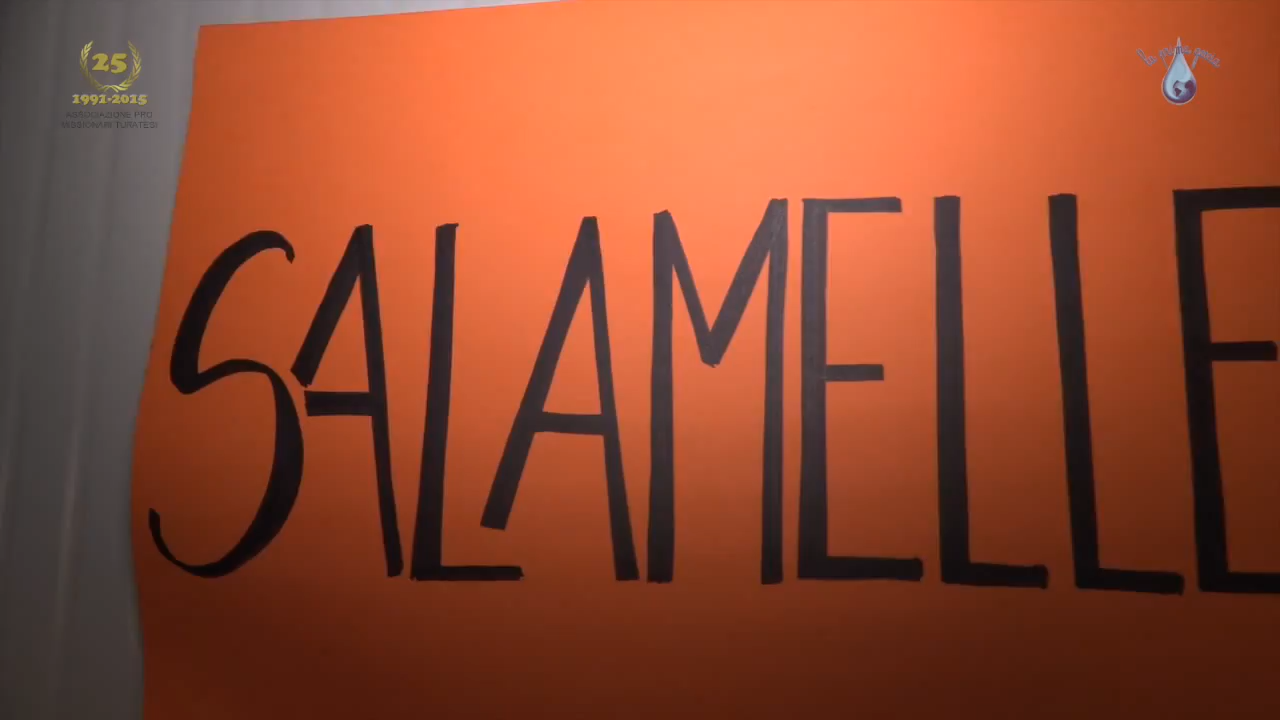 25
1991-2015
ASSOCIAZIONE PRO
MISSIONARI TURATESI
SALAMELLE